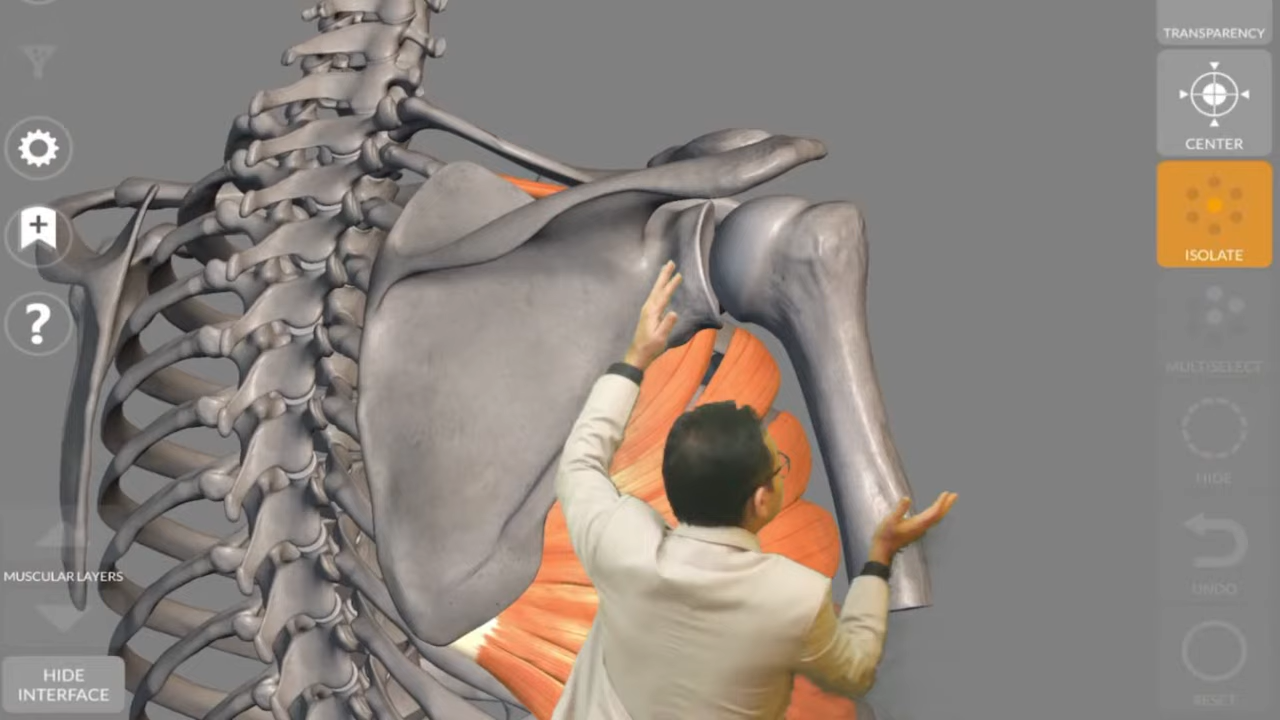 TRANSPARENCY
CENTER
ISOLATE
MULTISELECT
HIDE
UNDO
RESET
?
MUSCULAR LAYERS
HIDE
INTERFACE